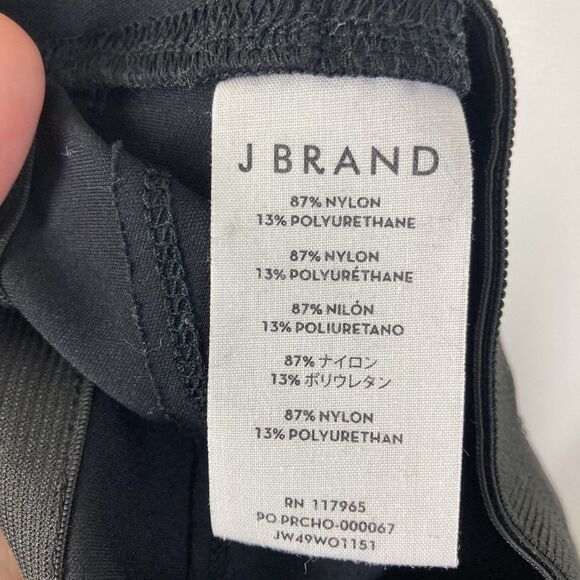 J BRAND
87% NYLON
13% POLYURETHANE
87% NYLON
13% POLYURÉTHANE
87% NILÓN
13% POLIURETANO
87% ナイロン
13% ポリウレタン
87% NYLON
13% POLYURETHAN
RN 117965
PO PRCHO-000067
JW49WO1151